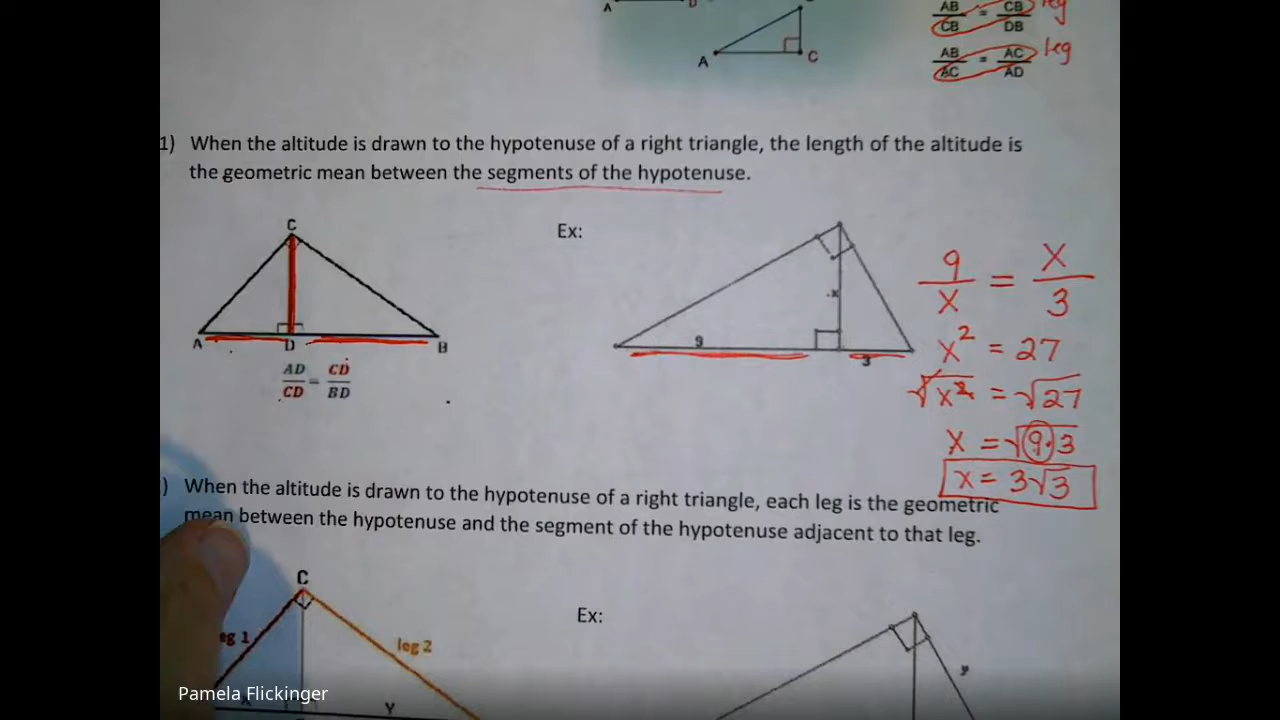 A D
AB = CB leg
CB DB
A C
AB = AC leg
AC AD
1) When the altitude is drawn to the hypotenuse of a right triangle, the length of the altitude is
the geometric mean between the segments of the hypotenuse.
C
Ex:
A D B
AD = CD
CD BD
x
9
3
9/x = x/3
x² = 27
√x² = √27
x = √9·3
x = 3√3
) When the altitude is drawn to the hypotenuse of a right triangle, each leg is the geometric
mean between the hypotenuse and the segment of the hypotenuse adjacent to that leg.
C
Ex:
eg 1
leg 2
y
Y
Pamela Flickinger